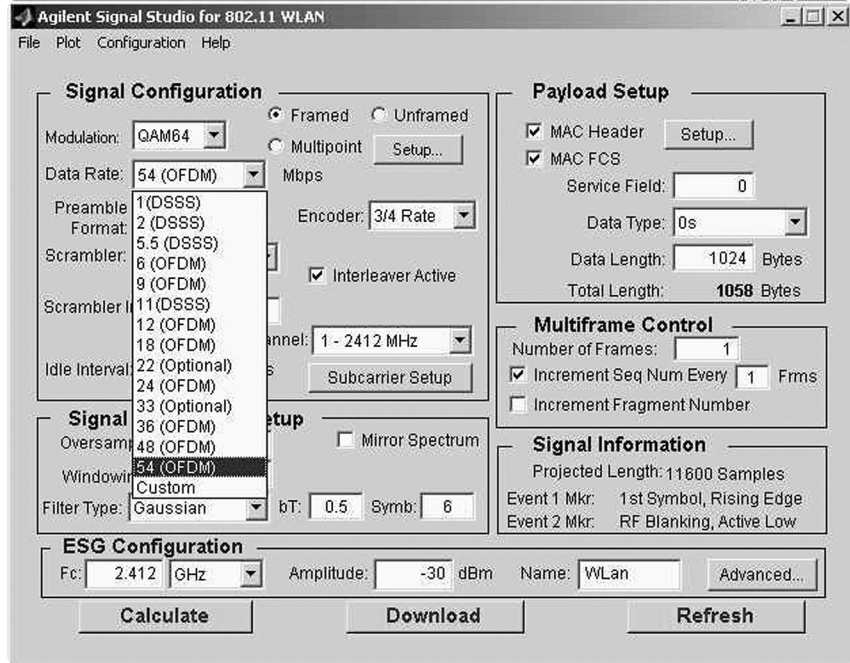 Agilent Signal Studio for 802.11 WLAN
File Plot Configuration Help
Signal Configuration
Modulation: QAM64
Framed Unframed
Multipoint Setup...
Data Rate: 54 (OFDM) Mbps
1(DSSS)
2 (DSSS)
5.5 (DSSS)
6 (OFDM)
9 (OFDM)
11(DSSS)
12 (OFDM)
18 (OFDM)
22 (Optional)
24 (OFDM)
33 (Optional)
36 (OFDM)
48 (OFDM)
54 (OFDM)
Custom
Preamble
Format:
Encoder: 3/4 Rate
Scrambler:
Interleaver Active
Scrambler I
nnel: 1 - 2412 MHz
Idle Interval: s
Subcarrier Setup
Signal tup
Oversamp
Mirror Spectrum
Windowin
Filter Type: Gaussian bT: 0.5 Symb: 6
Payload Setup
MAC Header Setup...
MAC FCS
Service Field: 0
Data Type: 0s
Data Length: 1024 Bytes
Total Length: 1058 Bytes
Multiframe Control
Number of Frames: 1
Increment Seq Num Every 1 Frms
Increment Fragment Number
Signal Information
Projected Length: 11600 Samples
Event 1 Mkr: 1st Symbol, Rising Edge
Event 2 Mkr: RF Blanking, Active Low
ESG Configuration
Fc: 2.412 GHz Amplitude: -30 dBm Name: WLan Advanced...
Calculate Download Refresh